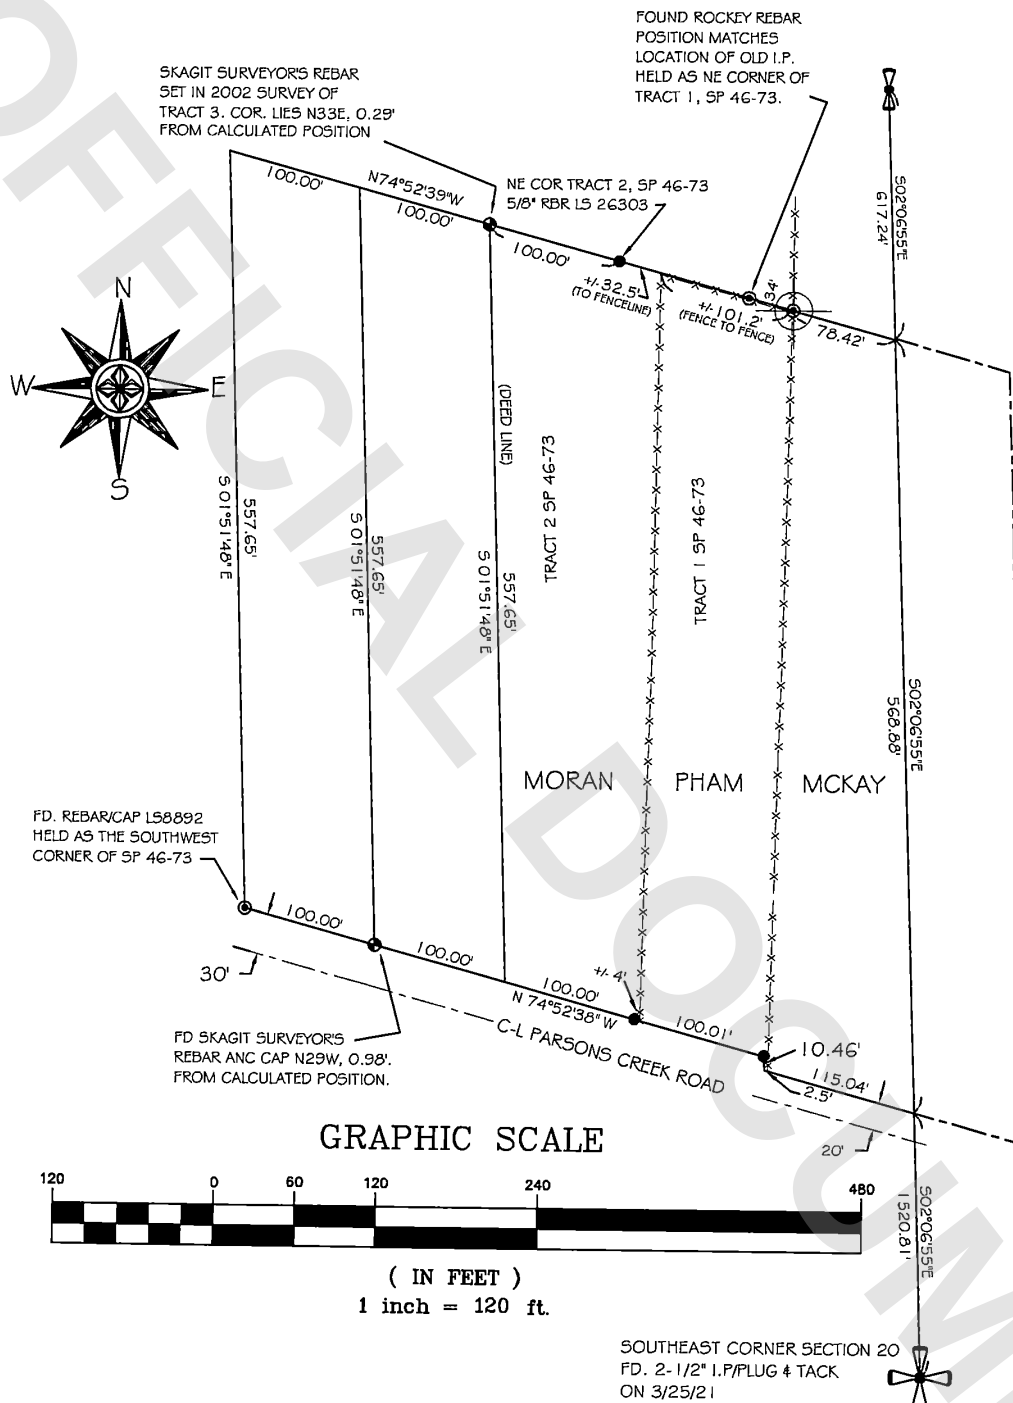 FOUND ROCKEY REBAR
POSITION MATCHES
LOCATION OF OLD I.P.
HELD AS NE CORNER OF
TRACT 1, SP 46-73.
SKAGIT SURVEYOR'S REBAR
SET IN 2002 SURVEY OF
TRACT 3. COR. LIES N33E, 0.29'
FROM CALCULATED POSITION
NE COR TRACT 2, SP 46-73
5/8" RBR LS 26303
100.00'
N74°52'39"W
100.00'
100.00'
+/-32.5'
(TO FENCELINE)
+/-101.2'
(FENCE TO FENCE)
34'
78.42'
S02°06'55"E
617.24'
N
W
E
S
557.65'
S 01°51'48" E
557.65'
S 01°51'48" E
(DEED LINE)
557.65'
S 01°51'48" E
TRACT 2 SP 46-73
TRACT 1 SP 46-73
S02°06'55"E
568.88'
MORAN
PHAM
MCKAY
FD. REBAR/CAP LS8892
HELD AS THE SOUTHWEST
CORNER OF SP 46-73
100.00'
100.00'
100.00'
N 74°52'38" W
+/- 4'
100.01'
10.46'
115.04'
2.5'
30'
C-L PARSONS CREEK ROAD
20'
FD SKAGIT SURVEYOR'S
REBAR ANC CAP N29W, 0.98'.
FROM CALCULATED POSITION.
GRAPHIC SCALE
120 0 60 120 240 480
( IN FEET )
1 inch = 120 ft.
S02°06'55"E
1520.81'
SOUTHEAST CORNER SECTION 20
FD. 2-1/2" I.P/PLUG & TACK
ON 3/25/21
OFFICIAL DOCUM